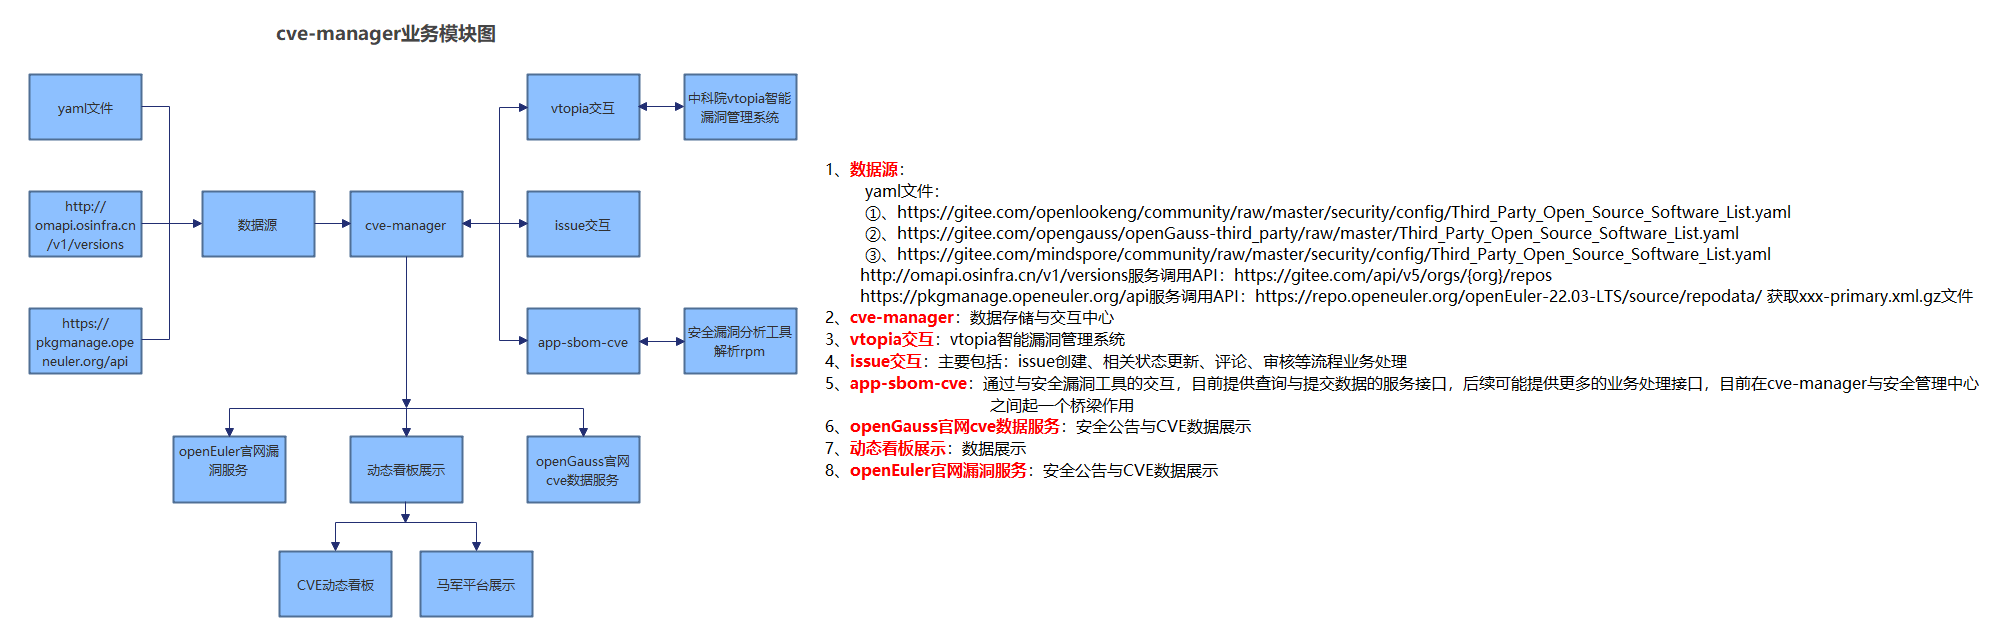 cve-manager业务模块图
yaml文件
vtopia交互
中科院vtopia智能
漏洞管理系统
http://
omapi.osinfra.cn
/v1/versions
数据源
cve-manager
issue交互
https://
pkgmanage.ope
neuler.org/api
app-sbom-cve
安全漏洞分析工具
解析rpm
openEuler官网漏
洞服务
动态看板展示
openGauss官网
cve数据服务
CVE动态看板
马军平台展示
1、数据源：
yaml文件：
①、https://gitee.com/openlookeng/community/raw/master/security/config/Third_Party_Open_Source_Software_List.yaml
②、https://gitee.com/opengauss/openGauss-third_party/raw/master/Third_Party_Open_Source_Software_List.yaml
③、https://gitee.com/mindspore/community/raw/master/security/config/Third_Party_Open_Source_Software_List.yaml
http://omapi.osinfra.cn/v1/versions服务调用API：https://gitee.com/api/v5/orgs/{org}/repos
https://pkgmanage.openeuler.org/api服务调用API：https://repo.openeuler.org/openEuler-22.03-LTS/source/repodata/ 获取xxx-primary.xml.gz文件
2、cve-manager：数据存储与交互中心
3、vtopia交互：vtopia智能漏洞管理系统
4、issue交互：主要包括：issue创建、相关状态更新、评论、审核等流程业务处理
5、app-sbom-cve：通过与安全漏洞工具的交互，目前提供查询与提交数据的服务接口，后续可能提供更多的业务处理接口，目前在cve-manager与安全管理中心
之间起一个桥梁作用
6、openGauss官网cve数据服务：安全公告与CVE数据展示
7、动态看板展示：数据展示
8、openEuler官网漏洞服务：安全公告与CVE数据展示